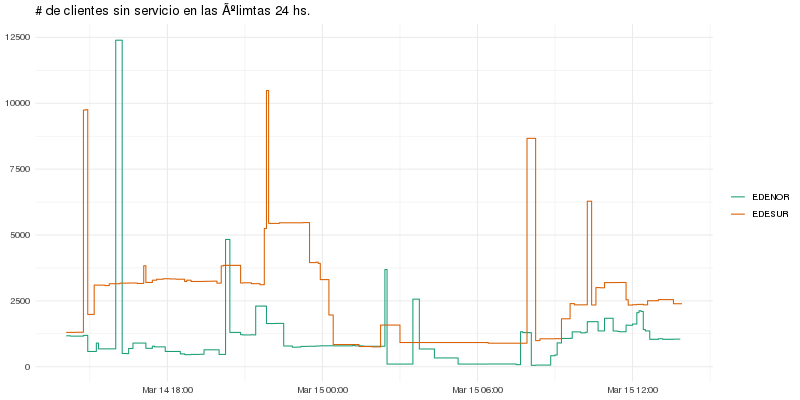 # de clientes sin servicio en las Ãºlimtas 24 hs.
12500
10000
7500
5000
2500
0
Mar 14 18:00
Mar 15 00:00
Mar 15 06:00
Mar 15 12:00
EDENOR
EDESUR